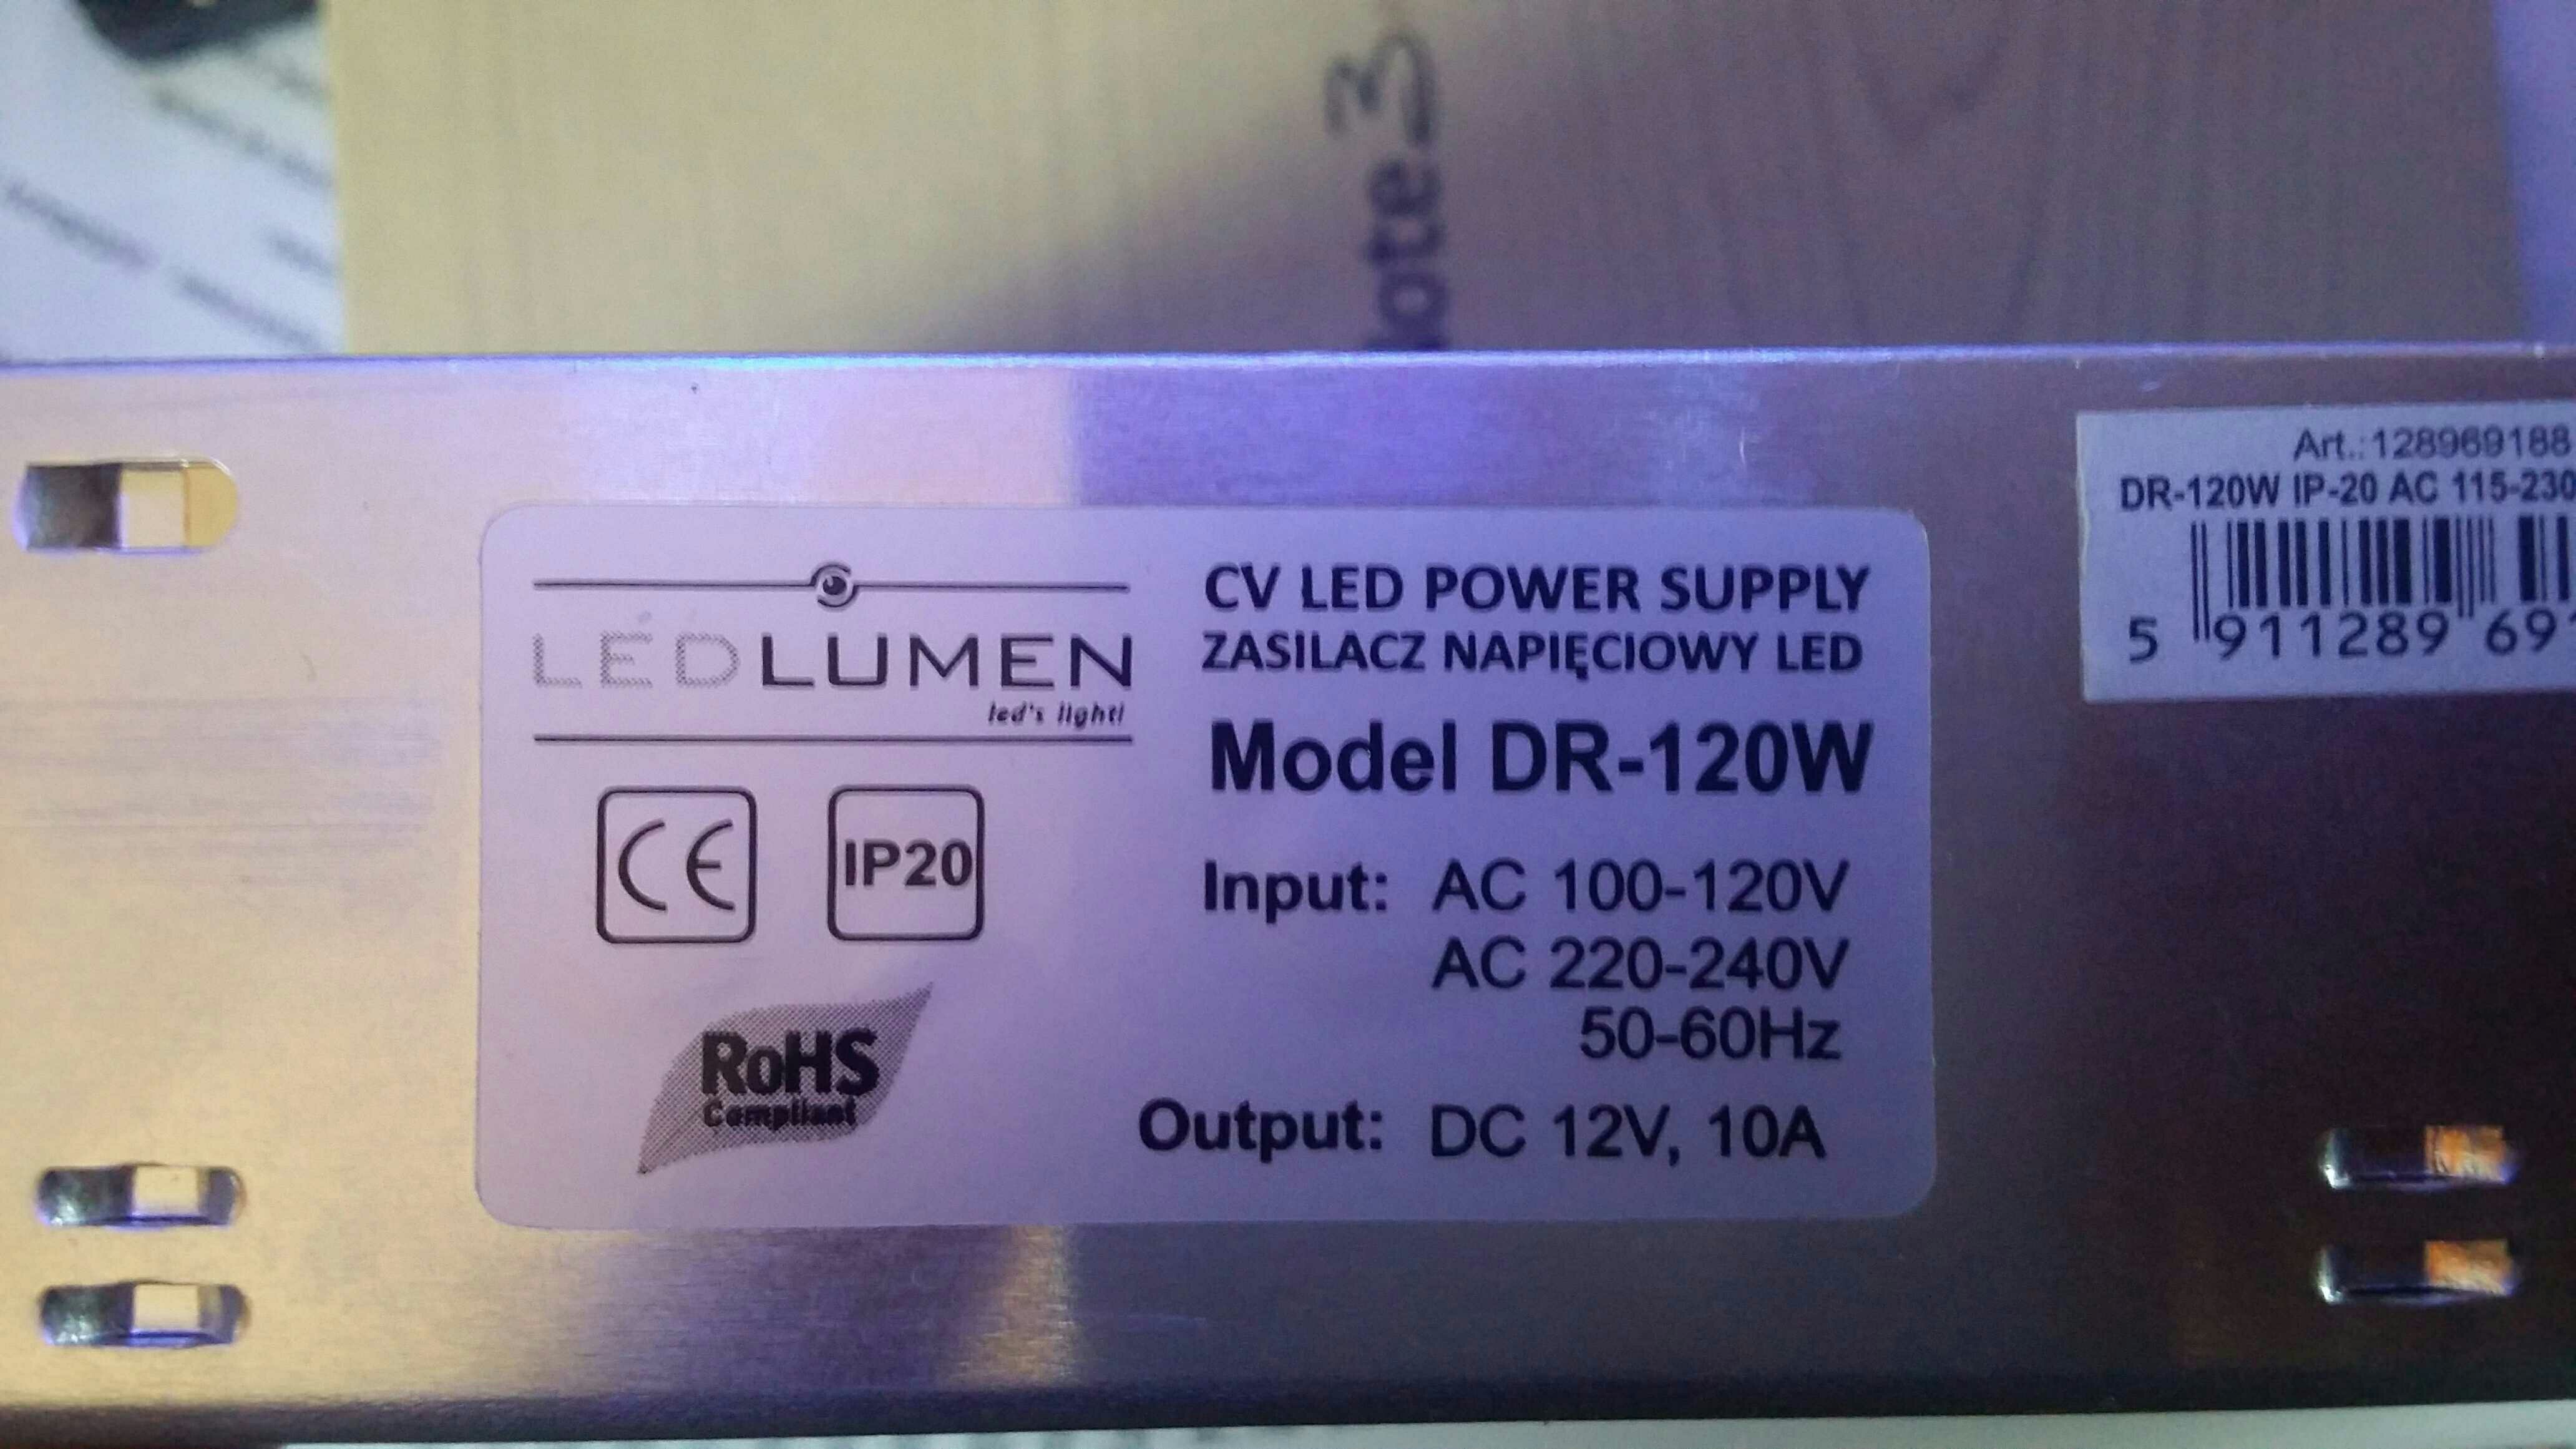 Note 3
Art.:128969188
DR-120W IP-20 AC 115-230
5 911289 69
LEDLUMEN
led's light!
CV LED POWER SUPPLY
ZASILACZ NAPIĘCIOWY LED
Model DR-120W
CE
IP20
Input: AC 100-120V
AC 220-240V
50-60Hz
RoHS
Compliant
Output: DC 12V, 10A